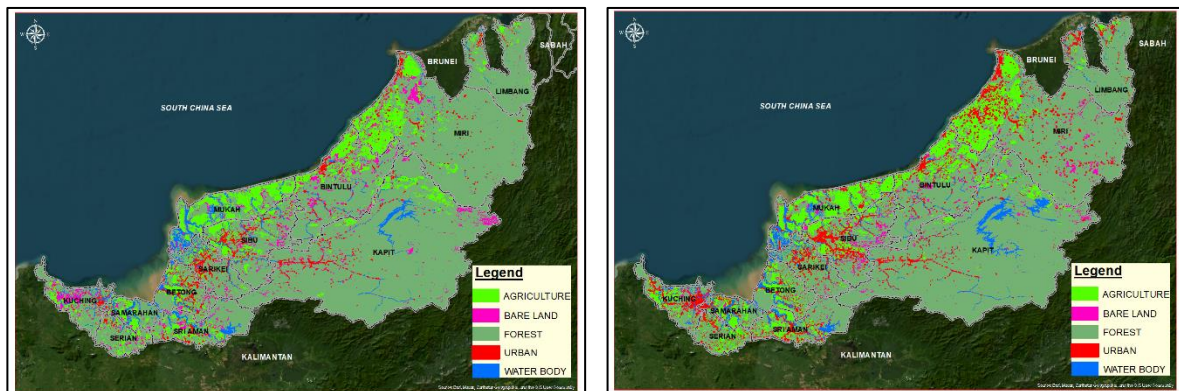 N
W E
S
SABAH
BRUNEI
LIMBANG
SOUTH CHINA SEA
MIRI
BINTULU
MUKAH
SIBU
KAPIT
SARIKEI
BETONG
KUCHING
SAMARAHAN
SRI AMAN
SERIAN
KALIMANTAN
Legend
AGRICULTURE
BARE LAND
FOREST
URBAN
WATER BODY
N
W E
S
SABAH
BRUNEI
LIMBANG
SOUTH CHINA SEA
MIRI
BINTULU
MUKAH
SIBU
KAPIT
SARIKEI
BETONG
KUCHING
SAMARAHAN
SRI AMAN
SERIAN
KALIMANTAN
Legend
AGRICULTURE
BARE LAND
FOREST
URBAN
WATER BODY